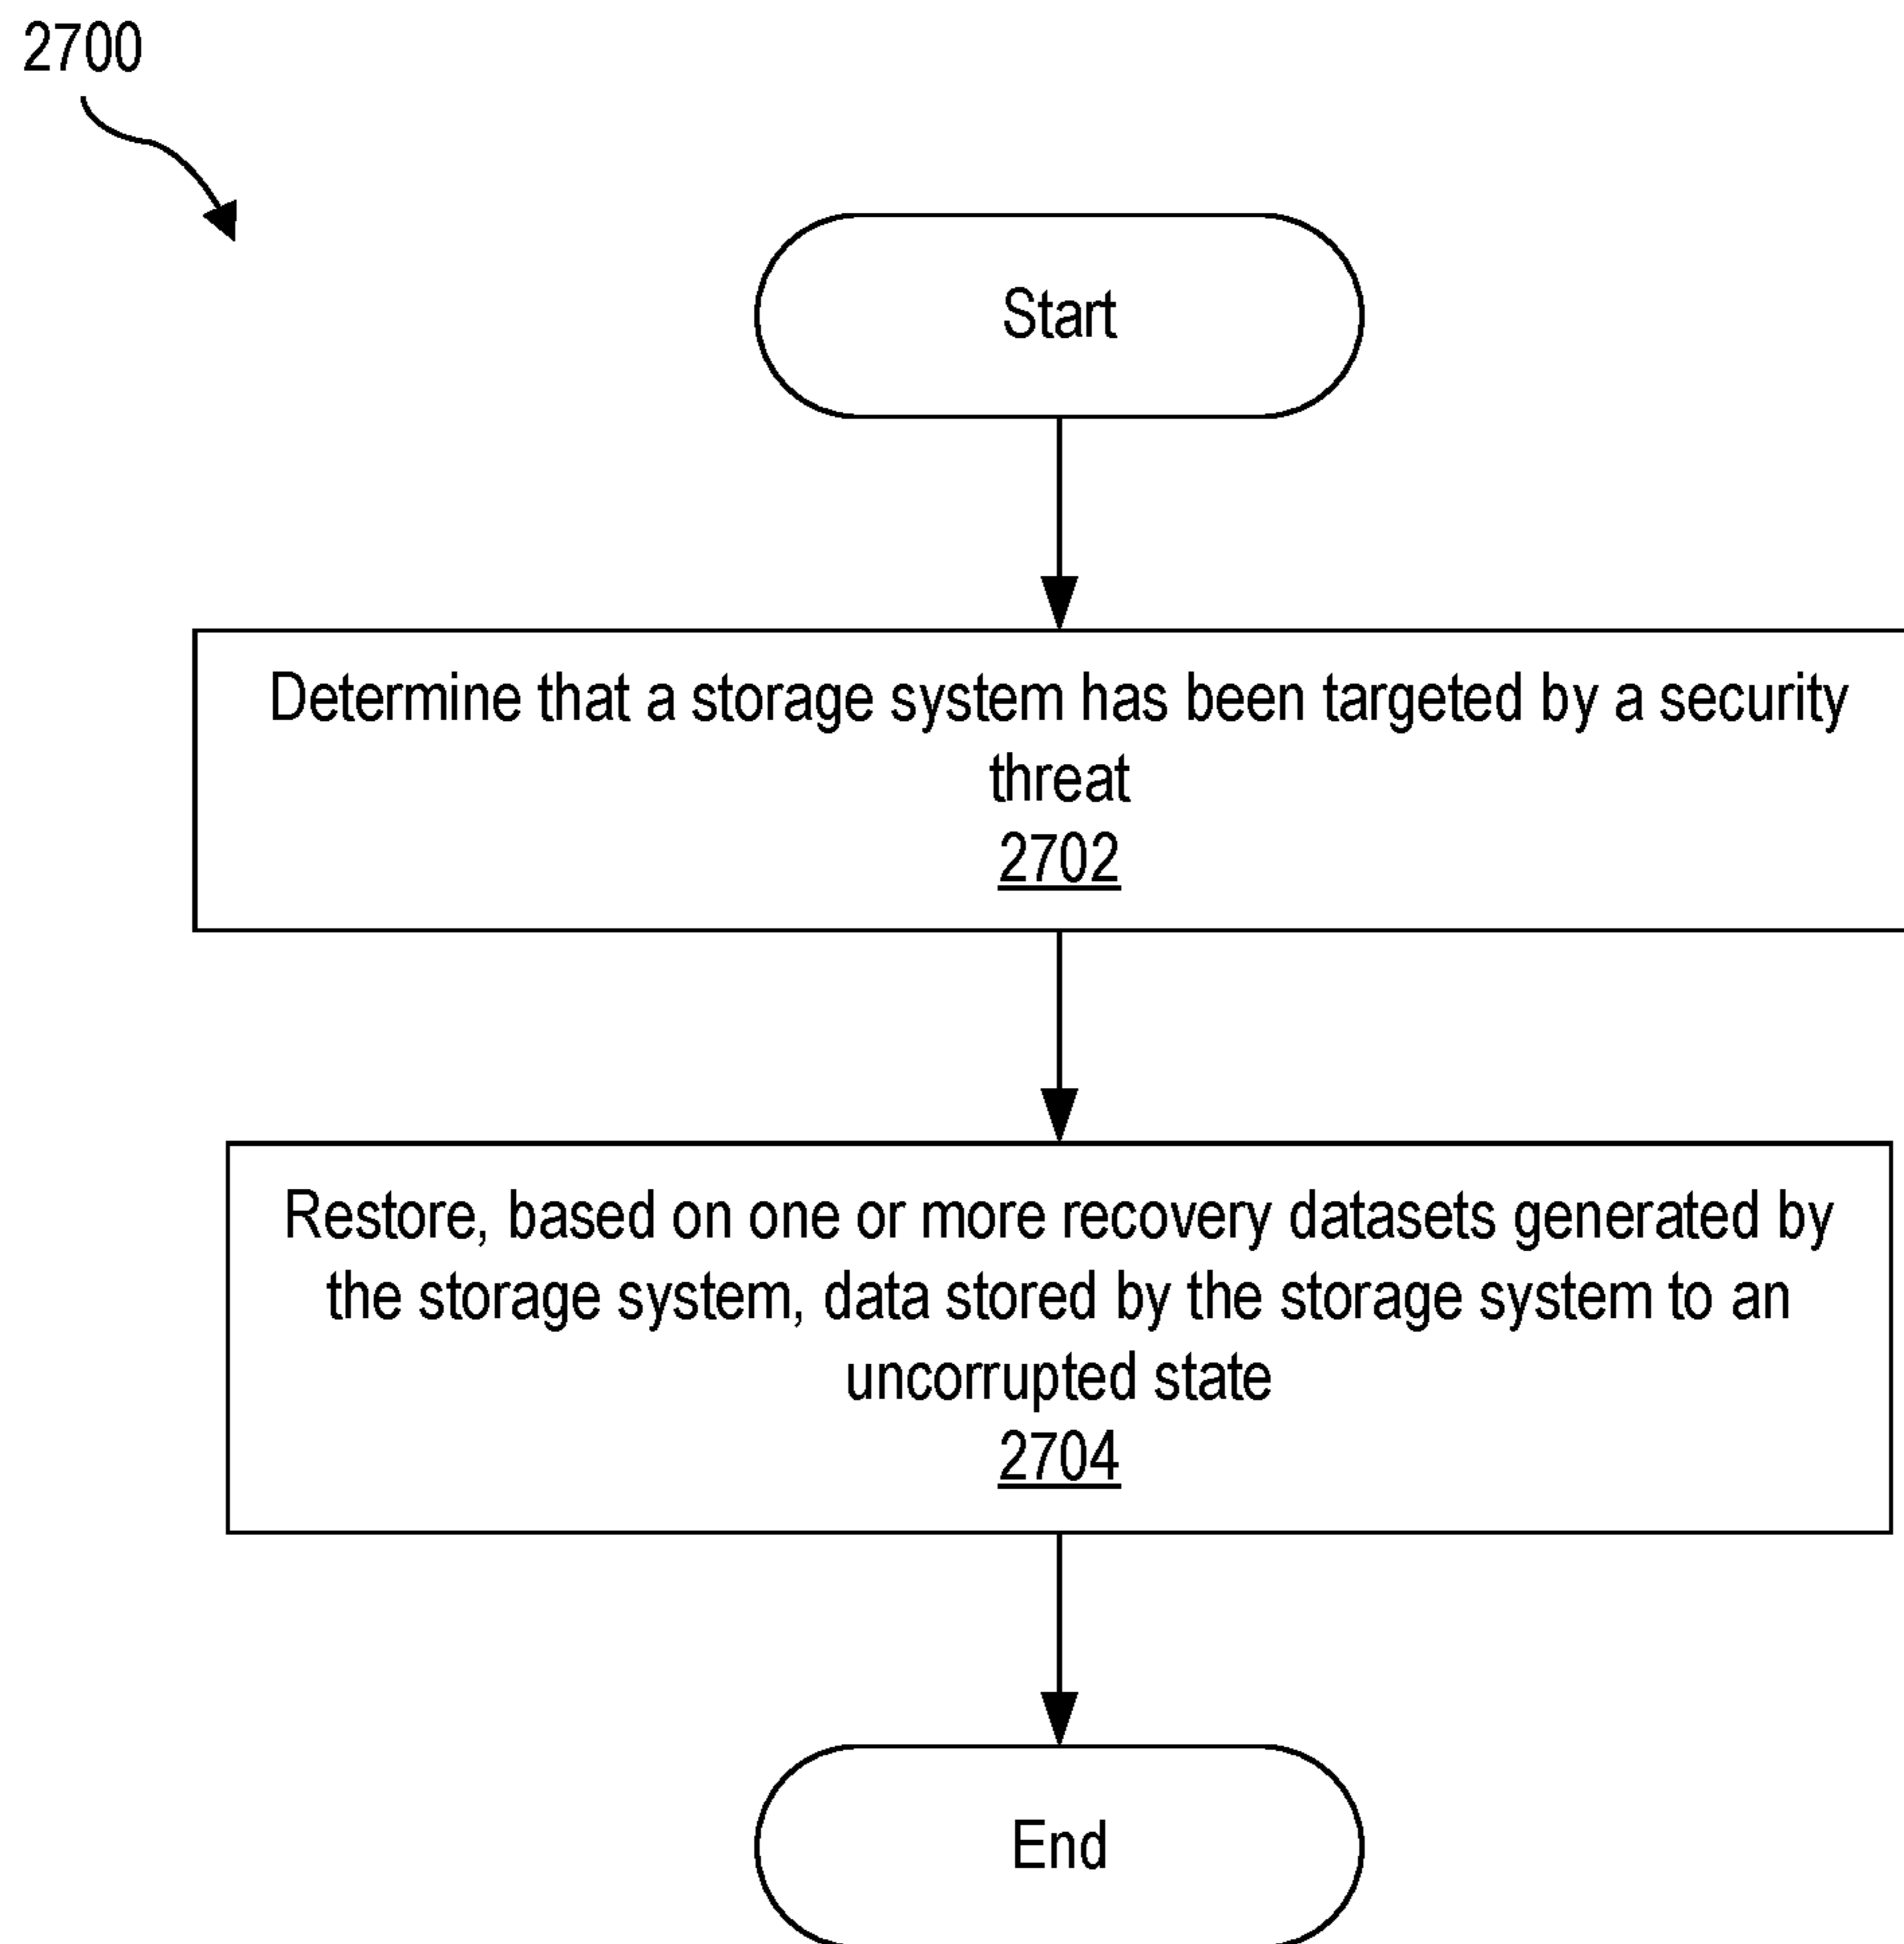 2700
Start
Determine that a storage system has been targeted by a security
threat
2702
Restore, based on one or more recovery datasets generated by
the storage system, data stored by the storage system to an
uncorrupted state
2704
End